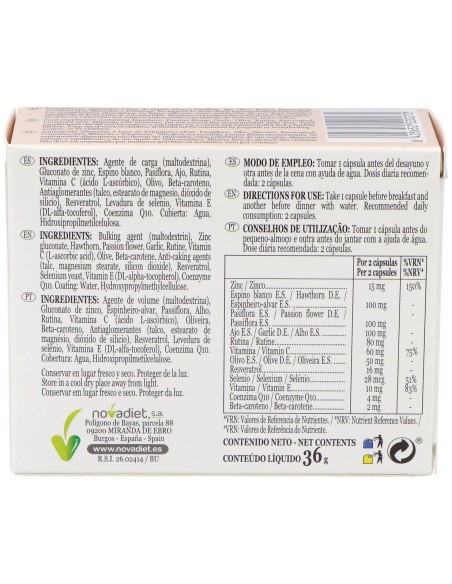 ES INGREDIENTES: Agente de carga (maltodextrina),
Gluconato de zinc, Espino blanco, Pasiflora, Ajo, Rutina,
Vitamina C (ácido L-ascórbico), Olivo, Beta-caroteno,
Antiaglomerantes (talco, estearato de magnesio, dióxido de
silicio), Resveratrol, Levadura de selenio, Vitamina E
(DL-alfa-tocoferol), Coenzima Q10. Cubierta: Agua,
Hidroxipropilmetilcelulosa.
EN INGREDIENTS: Bulking agent (maltodextrin), Zinc
gluconate, Hawthorn, Passion flower, Garlic, Rutine, Vitamin
C (L-ascorbic acid), Olive, Beta-carotene, Anti-caking agents
(talc, magnesium stearate, silicon dioxide), Resveratrol,
Selenium yeast, Vitamin E (DL-alpha-tocopherol), Coenzyme
Q10. Coating: Water, Hydroxypropylmethylcellulose.
PT INGREDIENTES: Agente de volume (maltodextrina),
Gluconato de zinco, Espinheiro-alvar, Passiflora, Alho,
Rutina, Vitamina C (ácido L-ascórbico), Oliveira,
Beta-caroteno, Antiaglomerantes (talco, estearato de
magnésio, dióxido de silício), Resveratrol, Levedura de
selénio, Vitamina E (DL-alfa-tocoferol), Coenzima Q10.
Cobertura: Água, Hidroxipropilmetilcelulose.
Conservar en lugar fresco y seco. Proteger de la luz.
Store in a cool dry place away from light.
Conservar em lugar fresco e seco. Proteger da luz.
novadiet, s.a.
Polígono de Bayas, parcela 88
09200 MIRANDA DE EBRO
Burgos - España - Spain
www.novadiet.es
R.S.I. 26.02414 / BU
ES MODO DE EMPLEO: Tomar 1 cápsula antes del desayuno y
otra antes de la cena con ayuda de agua. Dosis diaria recomen-
dada: 2 cápsulas.
EN DIRECTIONS FOR USE: Take 1 capsule before breakfast and
another before dinner with water. Recommended daily
consumption: 2 capsules.
PT CONSELHOS DE UTILIZAÇÃO: Tomar 1 cápsula antes do
pequeno-almoço e outra antes do jantar com a ajuda de água.
Dose diária recomendada: 2 cápsulas.
Por 2 cápsulas %VRN*
Per 2 capsules %NRV*
Zinc / Zinco 15 mg 150%
Espino blanco E.S. / Hawthorn D.E. /
Espinheiro-alvar E.S. 100 mg -
Pasiflora E.S. / Passion flower D.E. /
Passiflora E.S. 100 mg -
Ajo E.S. / Garlic D.E. / Alho E.S. 100 mg -
Rutina / Rutine 80 mg -
Vitamina / Vitamin C 60 mg 75%
Olivo E.S. / Olive D.E. / Oliveira E.S. 50 mg -
Resveratrol 16 mg -
Selenio / Selenium / Selénio 28 mcg 51%
Vitamina / Vitamin E 10 mg 83%
Coenzima Q10 / Coenzyme Q10 4 mg -
Beta-caroteno / Beta-carotene 2 mg -
*VRN: Valores de Referencia de Nutrientes. / *NRV: Nutrient Reference Values. /
*VRN: Valores de Referência do Nutrientes.
CONTENIDO NETO - NET CONTENTS
CONTEÚDO LÍQUIDO 36 g